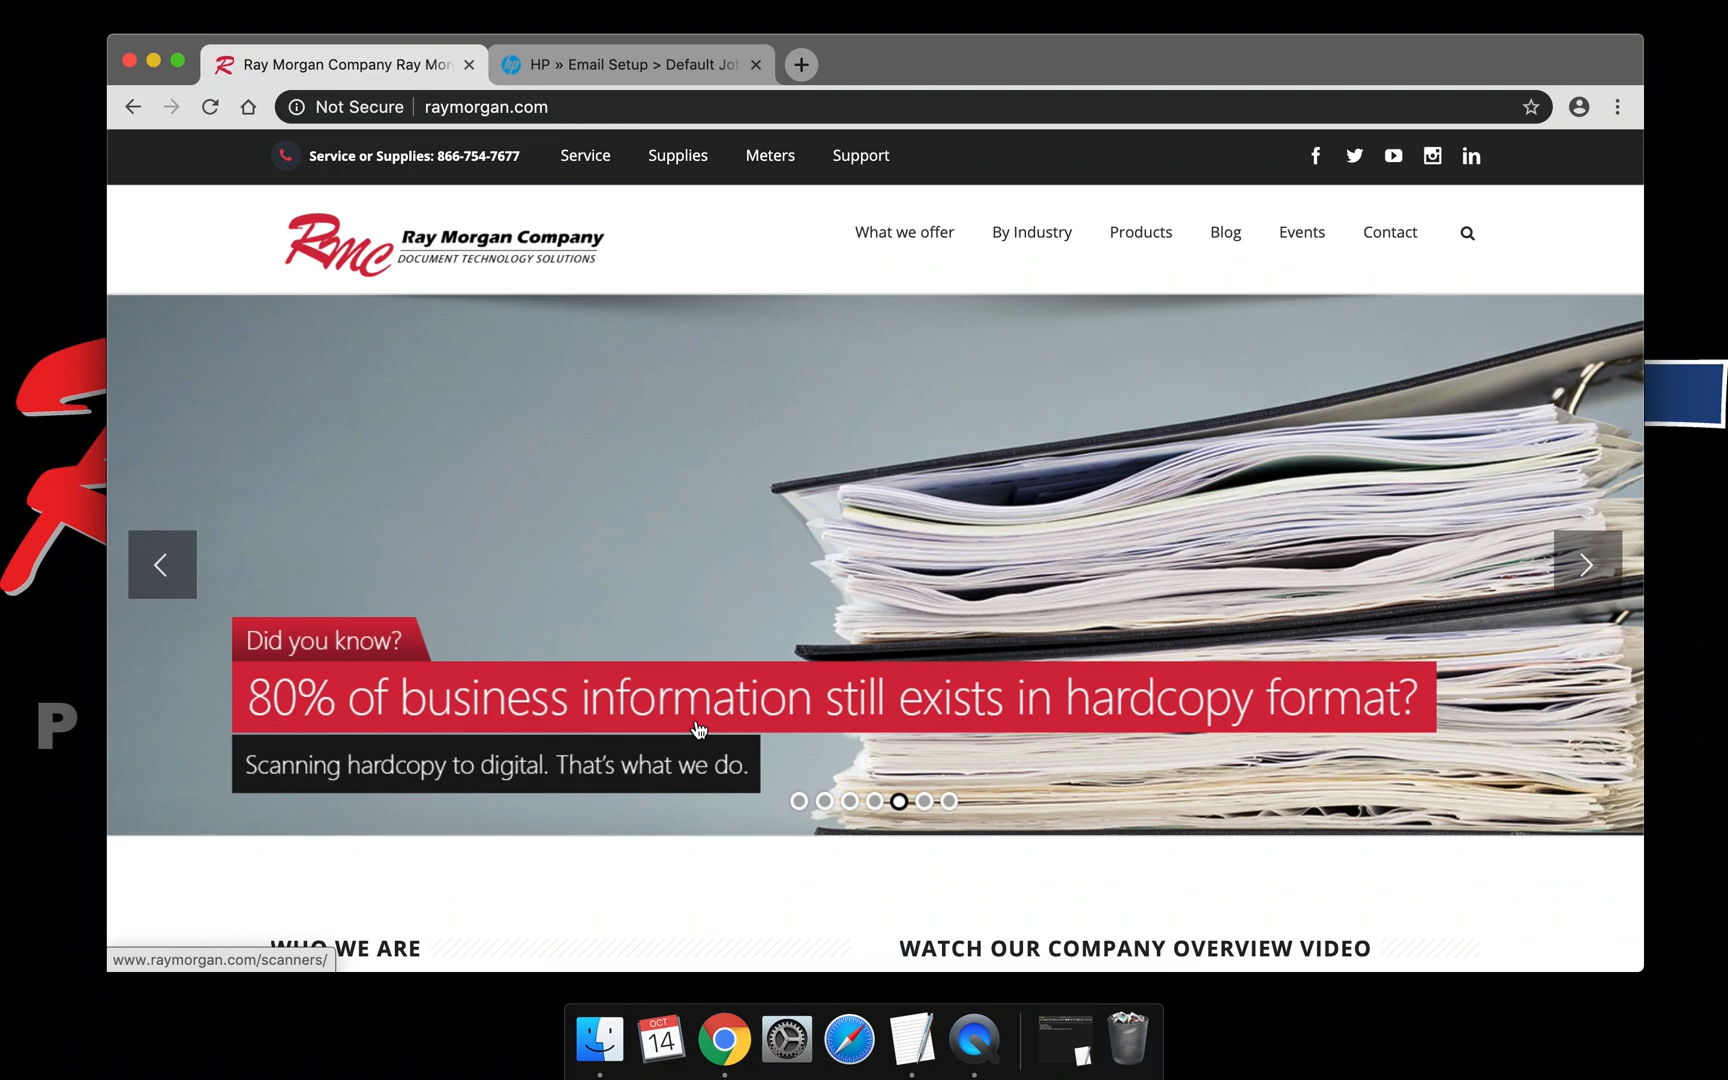 Ray Morgan Company Ray Mor
HP » Email Setup > Default Jo
Not Secure
raymorgan.com
Service or Supplies: 866-754-7677
Service
Supplies
Meters
Support
RMC
Ray Morgan Company
DOCUMENT TECHNOLOGY SOLUTIONS
What we offer
By Industry
Products
Blog
Events
Contact
Did you know?
80% of business information still exists in hardcopy format?
Scanning hardcopy to digital. That's what we do.
P
WHO WE ARE
WATCH OUR COMPANY OVERVIEW VIDEO
www.raymorgan.com/scanners/
OCT
14